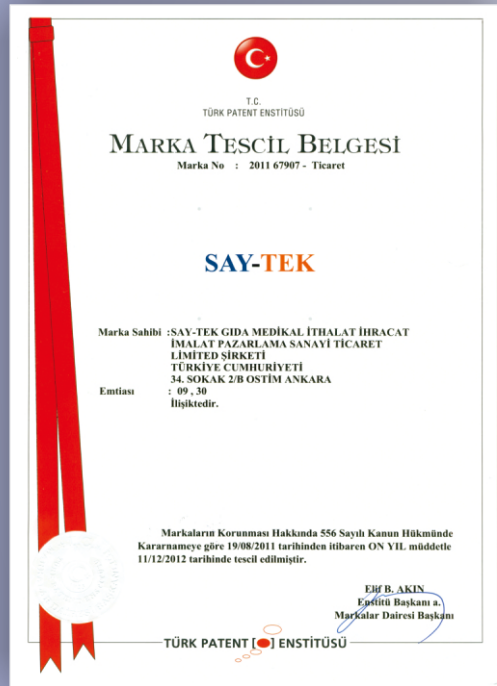 T.C.
TÜRK PATENT ENSTİTÜSÜ
MARKA TESCİL BELGESİ
Marka No : 2011 67907 - Ticaret
SAY-TEK
Marka Sahibi :SAY-TEK GIDA MEDİKAL İTHALAT İHRACAT
İMALAT PAZARLAMA SANAYİ TİCARET
LİMİTED ŞİRKETİ
TÜRKİYE CUMHURİYETİ
34. SOKAK 2/B OSTİM ANKARA
Emtiası : 09 , 30
İlişiktedir.
Markaların Korunması Hakkında 556 Sayılı Kanun Hükmünde
Kararnameye göre 19/08/2011 tarihinden itibaren ON YIL müddetle
11/12/2012 tarihinde tescil edilmiştir.
Elif B. AKIN
Enstitü Başkanı a.
Markalar Dairesi Başkanı
TÜRK PATENT ENSTİTÜSÜ